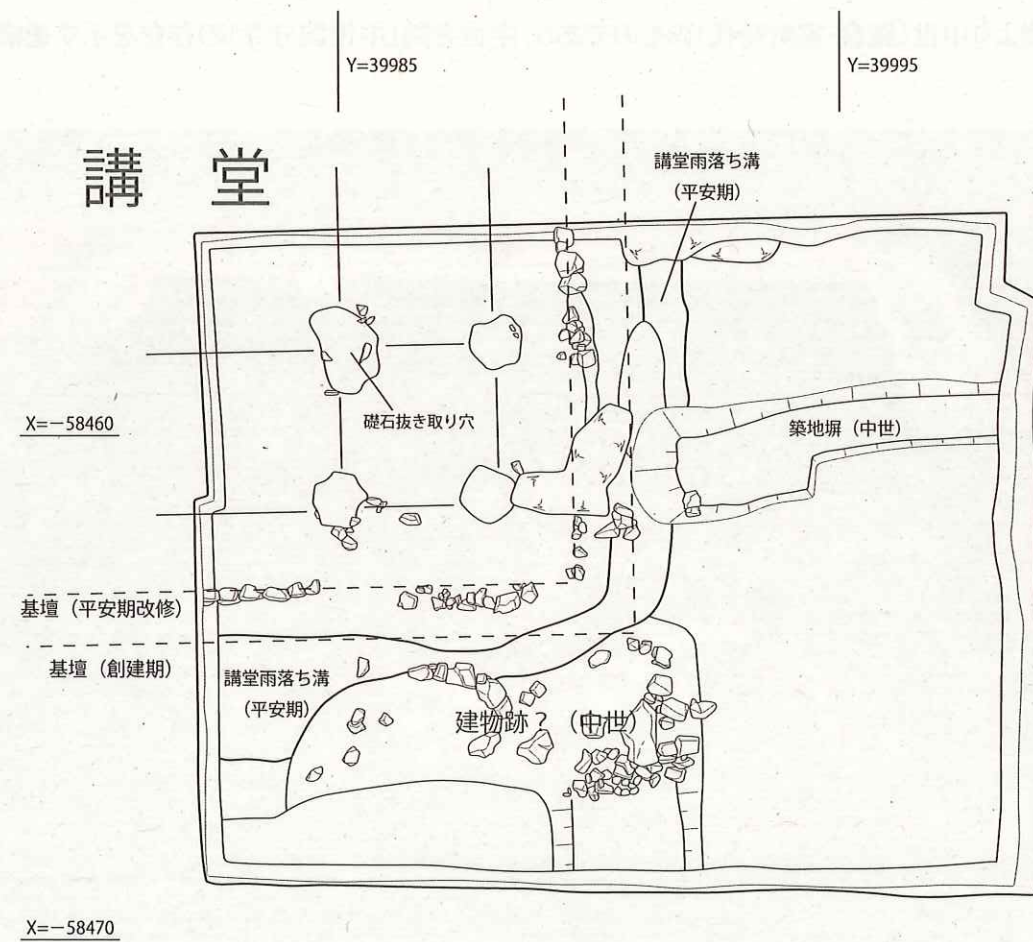 Y=39985
Y=39995
講 堂
講堂雨落ち溝
（平安期）
礎石抜き取り穴
X=－58460
築地塀（中世）
基壇（平安期改修）
基壇（創建期）
講堂雨落ち溝
（平安期）
建物跡？（中世）
X=－58470